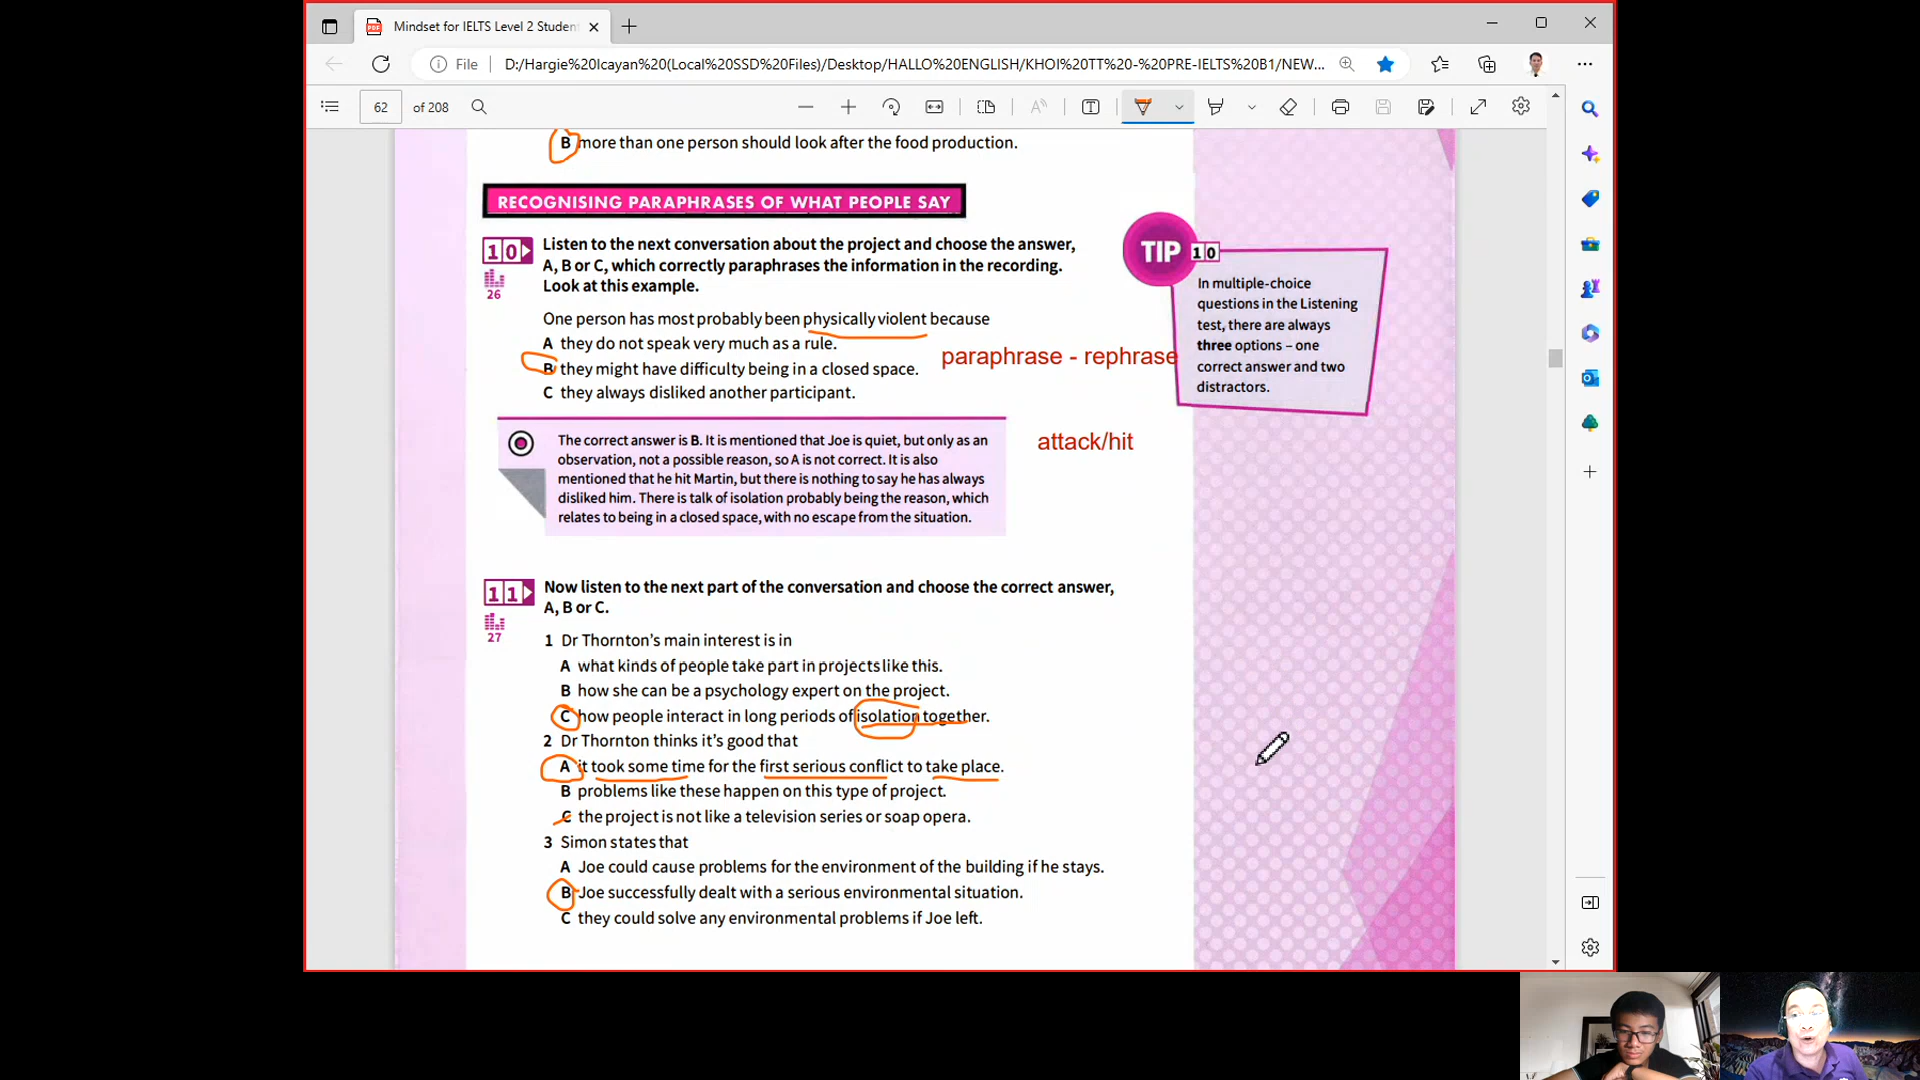 Mindset for IELTS Level 2 Studen
File
D:/Hargie%20Icayan%20(Local%20SSD%20Files)/Desktop/HALLO%20ENGLISH/KHOI%20TT%20-%20PRE-IELTS%20B1/NEW...
62 of 208
B more than one person should look after the food production.
RECOGNISING PARAPHRASES OF WHAT PEOPLE SAY
10 Listen to the next conversation about the project and choose the answer,
A, B or C, which correctly paraphrases the information in the recording.
26 Look at this example.
One person has most probably been physically violent because
A they do not speak very much as a rule.
paraphrase - rephrase
B they might have difficulty being in a closed space.
C they always disliked another participant.
The correct answer is B. It is mentioned that Joe is quiet, but only as an
observation, not a possible reason, so A is not correct. It is also
mentioned that he hit Martin, but there is nothing to say he has always
disliked him. There is talk of isolation probably being the reason, which
relates to being in a closed space, with no escape from the situation.
attack/hit
TIP 10
In multiple-choice
questions in the Listening
test, there are always
three options – one
correct answer and two
distractors.
11 Now listen to the next part of the conversation and choose the correct answer,
A, B or C.
27
1 Dr Thornton's main interest is in
A what kinds of people take part in projects like this.
B how she can be a psychology expert on the project.
C how people interact in long periods of isolation together.
2 Dr Thornton thinks it's good that
A it took some time for the first serious conflict to take place.
B problems like these happen on this type of project.
C the project is not like a television series or soap opera.
3 Simon states that
A Joe could cause problems for the environment of the building if he stays.
B Joe successfully dealt with a serious environmental situation.
C they could solve any environmental problems if Joe left.